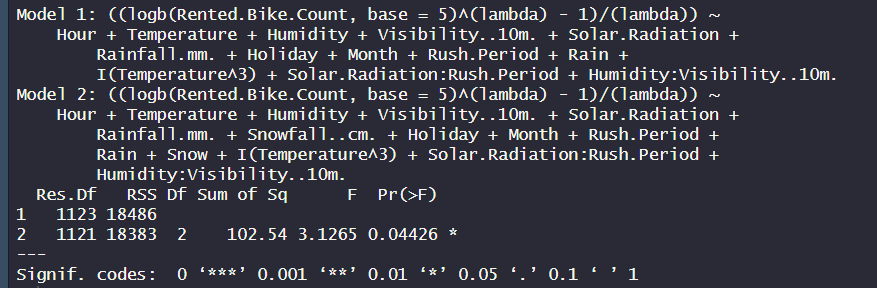 Model 1: ((logb(Rented.Bike.Count, base = 5)^(lambda) - 1)/(lambda)) ~
    Hour + Temperature + Humidity + Visibility..10m. + Solar.Radiation +
        Rainfall.mm. + Holiday + Month + Rush.Period + Rain +
        I(Temperature^3) + Solar.Radiation:Rush.Period + Humidity:Visibility..10m.
Model 2: ((logb(Rented.Bike.Count, base = 5)^(lambda) - 1)/(lambda)) ~
    Hour + Temperature + Humidity + Visibility..10m. + Solar.Radiation +
        Rainfall.mm. + Snowfall..cm. + Holiday + Month + Rush.Period +
        Rain + Snow + I(Temperature^3) + Solar.Radiation:Rush.Period +
        Humidity:Visibility..10m.
  Res.Df   RSS Df Sum of Sq      F  Pr(>F)
1   1123 18486
2   1121 18383  2    102.54 3.1265 0.04426 *
---
Signif. codes:  0 ‘***’ 0.001 ‘**’ 0.01 ‘*’ 0.05 ‘.’ 0.1 ‘ ’ 1